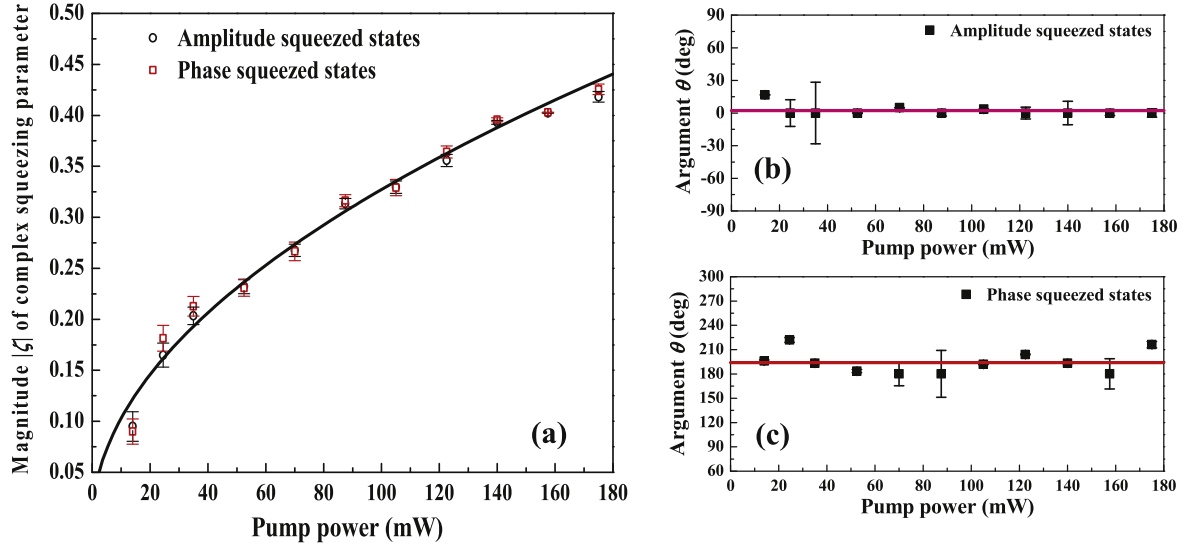 Magnitude |ζ| of complex squeezing parameter
0.50
0.45
0.40
0.35
0.30
0.25
0.20
0.15
0.10
0.05
Amplitude squeezed states
Phase squeezed states
(a)
0 20 40 60 80 100 120 140 160 180
Pump power (mW)
Argument θ (deg)
90
60
30
0
-30
-60
-90
Amplitude squeezed states
(b)
0 20 40 60 80 100 120 140 160 180
Pump power (mW)
Argument θ (deg)
300
270
240
210
180
150
120
90
60
Phase squeezed states
(c)
0 20 40 60 80 100 120 140 160 180
Pump power (mW)